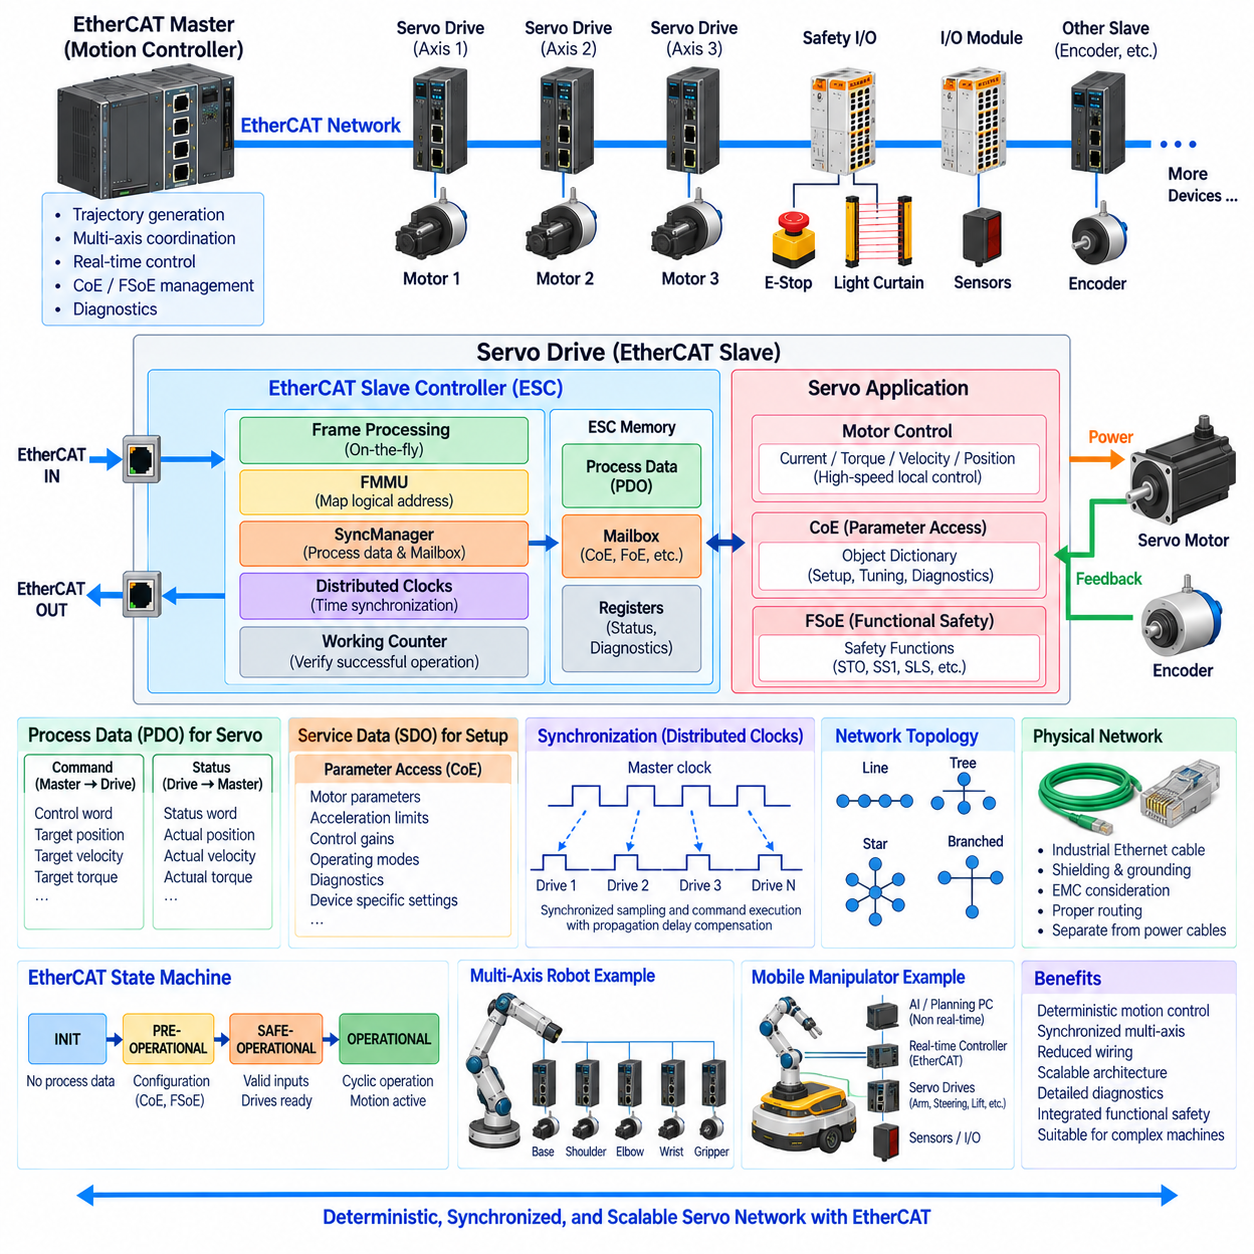 EtherCAT Master
(Motion Controller)
Servo Drive
(Axis 1)
Servo Drive
(Axis 2)
Servo Drive
(Axis 3)
Safety I/O
I/O Module
Other Slave
(Encoder, etc.)
EtherCAT Network
More
Devices ...
• Trajectory generation
• Multi-axis coordination
• Real-time control
• CoE / FSoE management
• Diagnostics
Motor 1
Motor 2
Motor 3
E-Stop
Light Curtain
Sensors
Encoder
Servo Drive (EtherCAT Slave)
EtherCAT Slave Controller (ESC)
Servo Application
EtherCAT
IN
EtherCAT
OUT
Frame Processing
(On-the-fly)
FMMU
(Map logical address)
SyncManager
(Process data & Mailbox)
Distributed Clocks
(Time synchronization)
Working Counter
(Verify successful operation)
ESC Memory
Process Data
(PDO)
Mailbox
(CoE, FoE, etc.)
Registers
(Status,
Diagnostics)
Motor Control
Current / Torque / Velocity / Position
(High-speed local control)
CoE (Parameter Access)
Object Dictionary
(Setup, Tuning, Diagnostics)
FSoE (Functional Safety)
Safety Functions
(STO, SS1, SLS, etc.)
Power
Servo Motor
Feedback
Encoder
Process Data (PDO) for Servo
Command
(Master → Drive)
Control word
Target position
Target velocity
Target torque
...
Status
(Drive → Master)
Status word
Actual position
Actual velocity
Actual torque
...
Service Data (SDO) for Setup
Parameter Access (CoE)
Motor parameters
Acceleration limits
Control gains
Operating modes
Diagnostics
Device specific settings
...
Synchronization (Distributed Clocks)
Master clock
Drive 1
Drive 2
Drive 3
Drive N
Synchronized sampling and command execution
with propagation delay compensation
Network Topology
Line
Tree
Star
Branched
Physical Network
• Industrial Ethernet cable
• Shielding & grounding
• EMC consideration
• Proper routing
• Separate from power cables
EtherCAT State Machine
INIT
PRE-
OPERATIONAL
SAFE-
OPERATIONAL
OPERATIONAL
No process data
Configuration
(CoE, FSoE)
Valid inputs
Drives ready
Cyclic operation
Motion active
Multi-Axis Robot Example
Base
Shoulder
Elbow
Wrist
Gripper
Mobile Manipulator Example
AI / Planning PC
(Non real-time)
Real-time Controller
(EtherCAT)
Servo Drives
(Arm, Steering, Lift, etc.)
Sensors / I/O
Benefits
Deterministic motion control
Synchronized multi-axis
Reduced wiring
Scalable architecture
Detailed diagnostics
Integrated functional safety
Suitable for complex machines
Deterministic, Synchronized, and Scalable Servo Network with EtherCAT